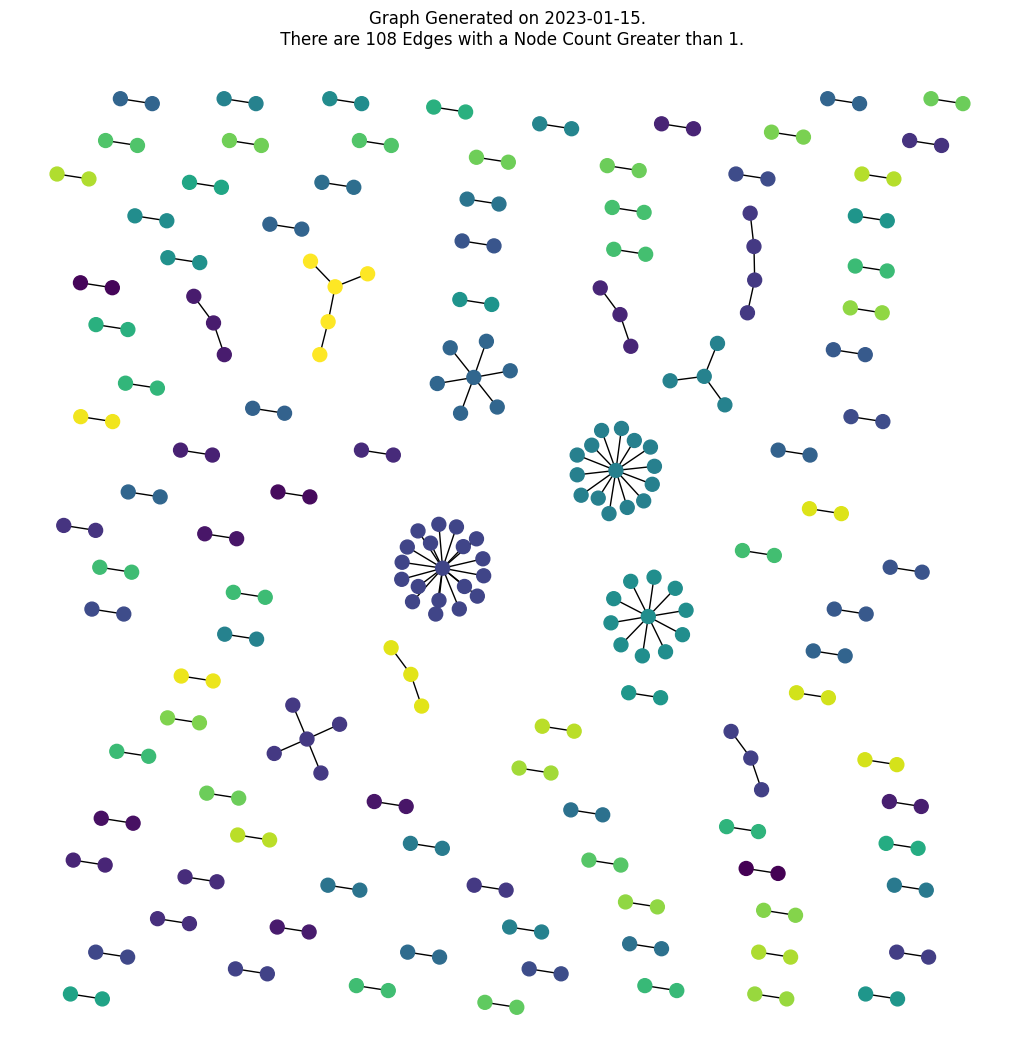 Graph Generated on 2023-01-15.
There are 108 Edges with a Node Count Greater than 1.